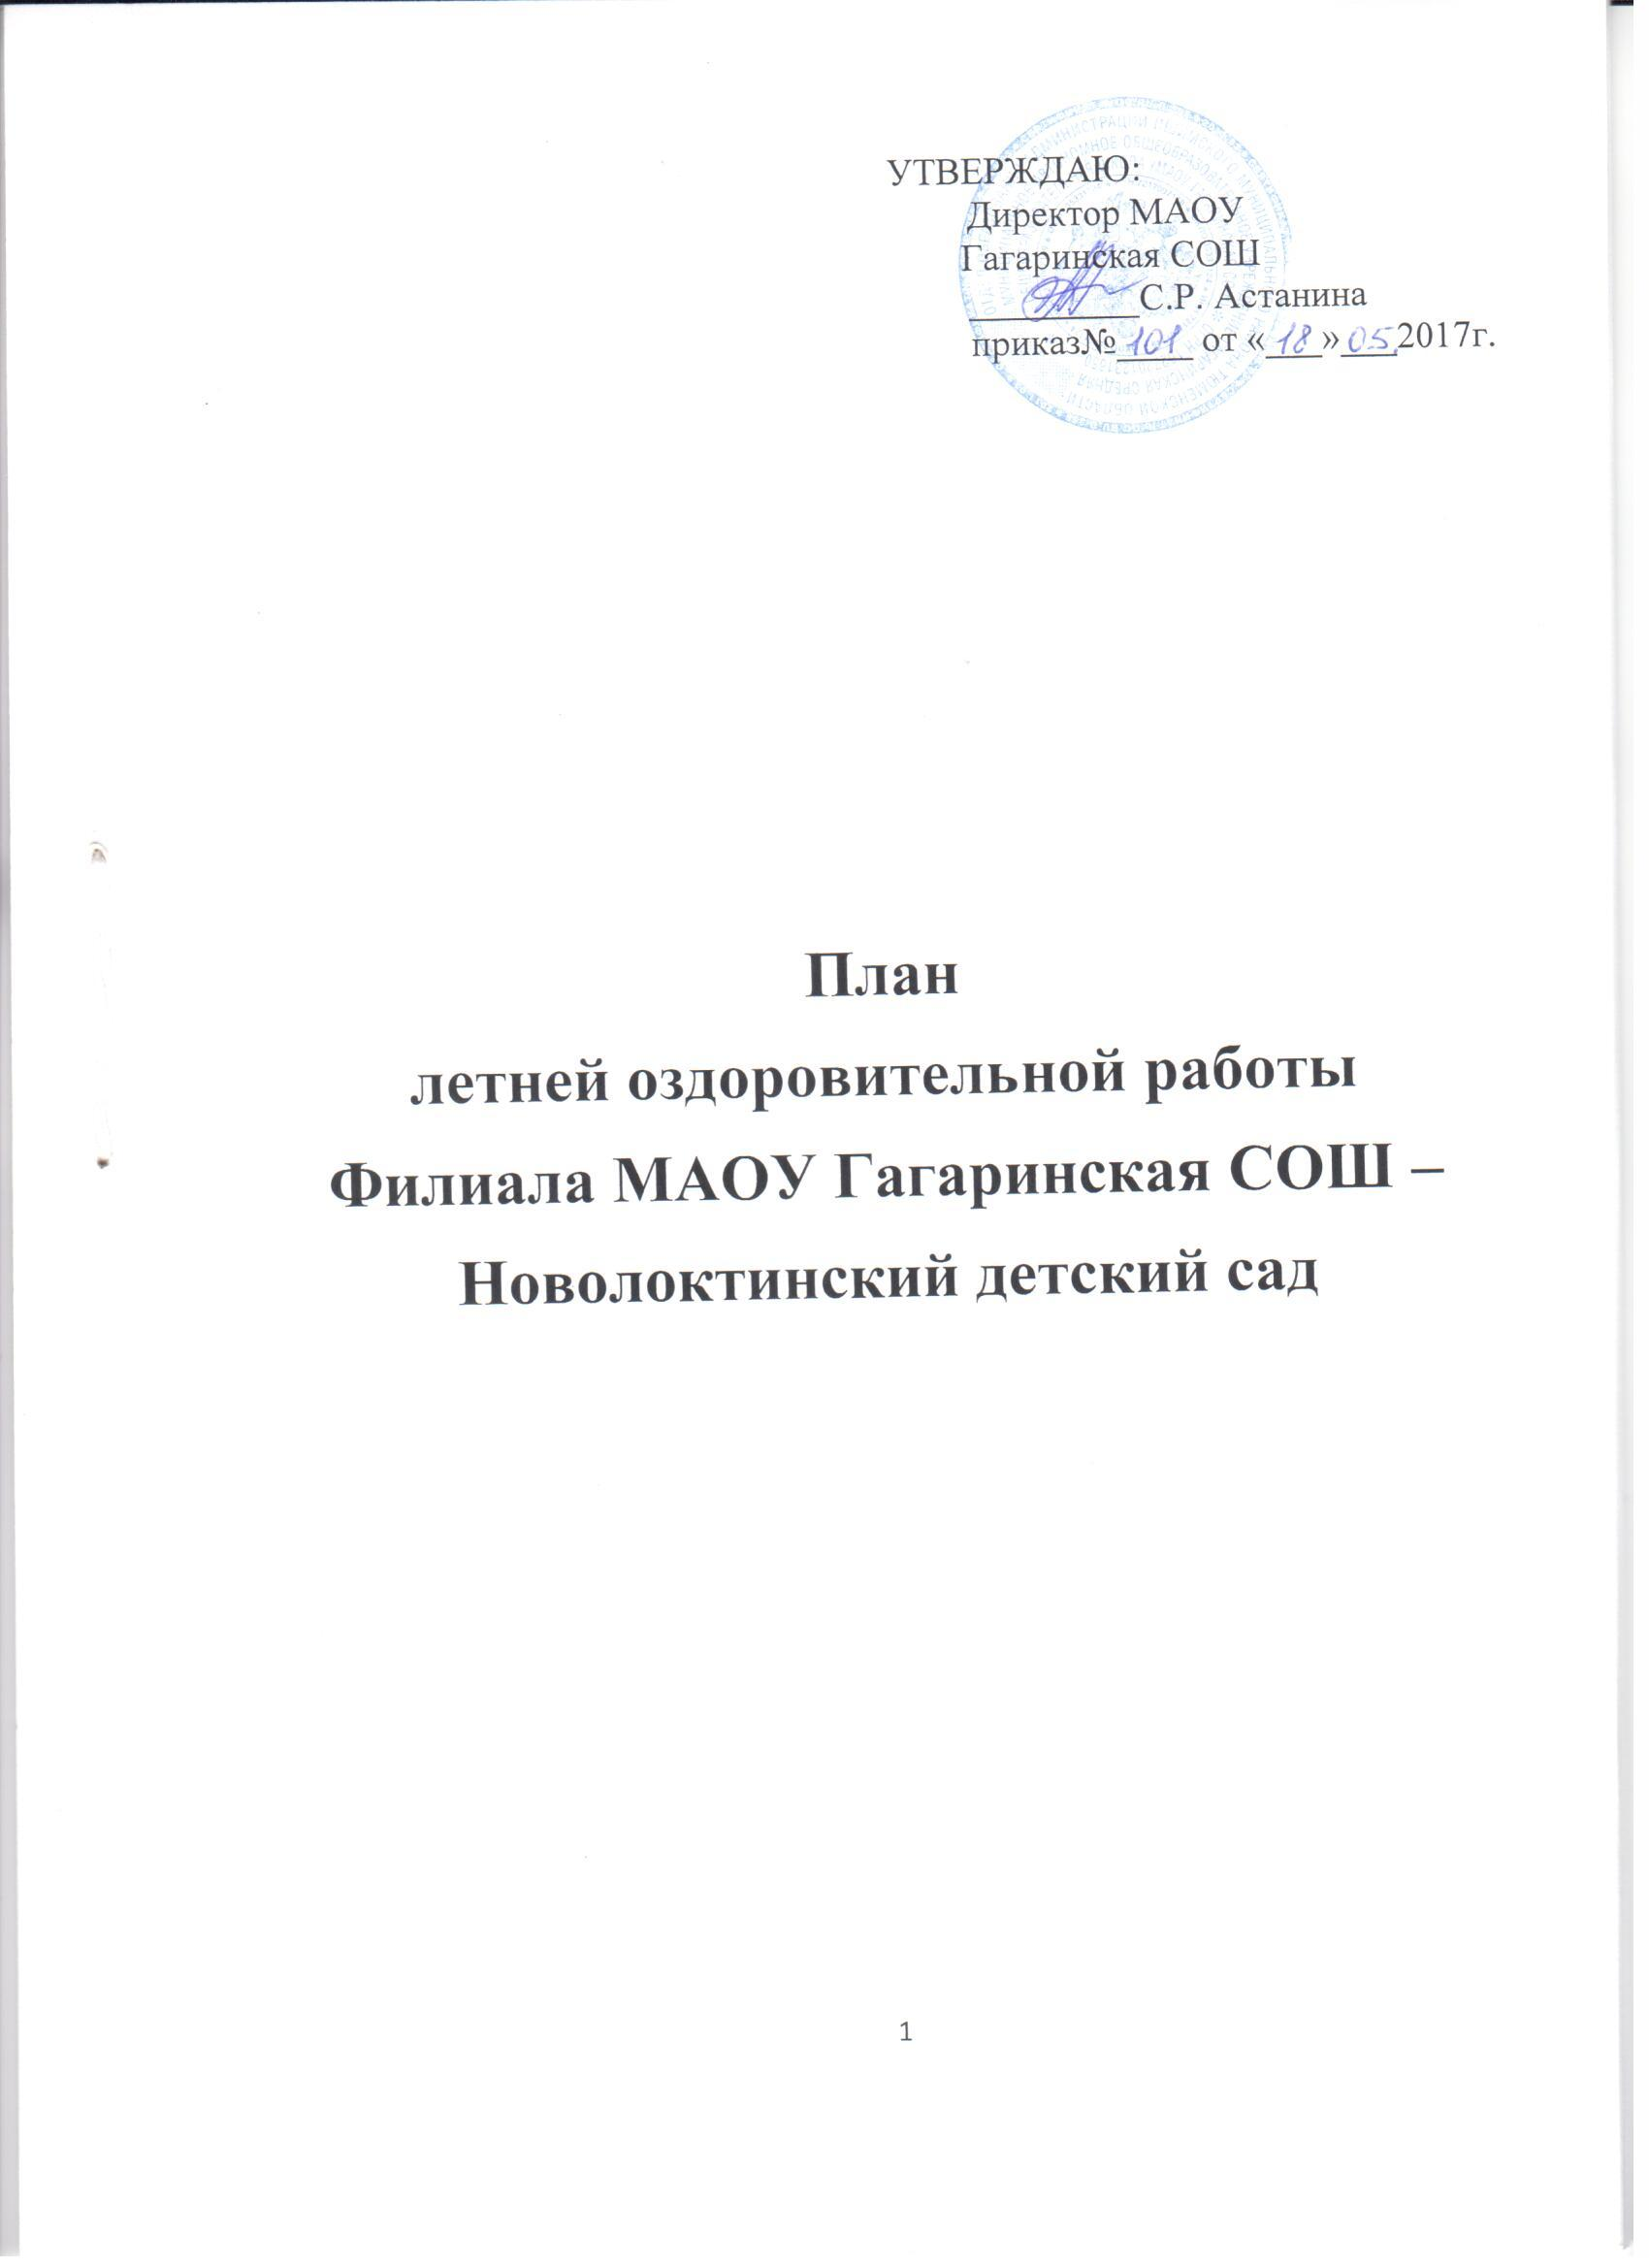 УТВЕРЖДАЮ:
Директор МАОУ
Гагаринская СОШ
С.Р. Астанина
приказ№ 101 от «18» 05.2017г.
План
летней оздоровительной работы
Филиала МАОУ Гагаринская СОШ –
Новолоктинский детский сад
1